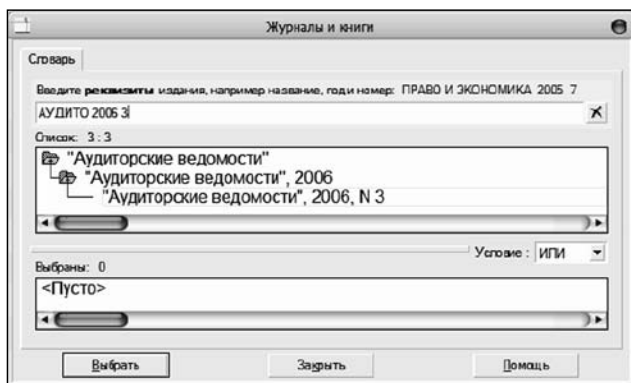 Журналы и книги
Словарь
Введите реквизиты издания, например название, годи номер: ПРАВО И ЭКОНОМИКА 2005 7
АУДИТО 2006 3
Список: 3 : 3
"Аудиторские ведомости"
"Аудиторские ведомости", 2006
"Аудиторские ведомости", 2006, N 3
Условие : ИЛИ
Выбраны: 0
<Пусто>
Выбрать Закрыть Помощь